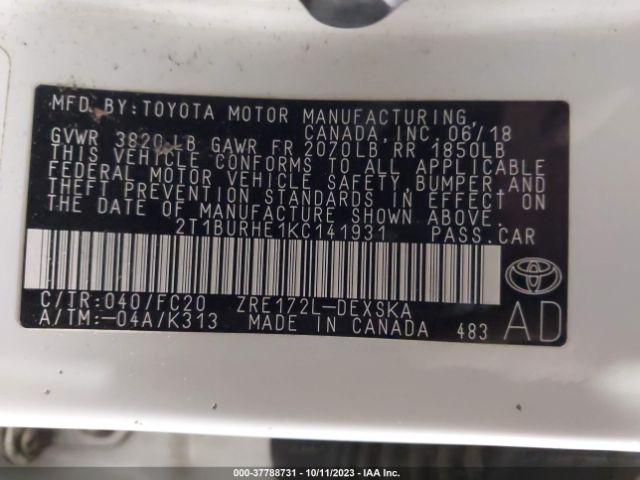 MFD. BY: TOYOTA MOTOR MANUFACTURING,
CANADA, INC. 06/18
GVWR 3820 LB GAWR FR 2070LB, RR 1850LB
THIS VEHICLE CONFORMS TO ALL APPLICABLE
FEDERAL MOTOR VEHICLE SAFETY, BUMPER, AND
THEFT PREVENTION STANDARDS IN EFFECT ON
THE DATE OF MANUFACTURE SHOWN ABOVE.
2T1BURHE1KC141931 PASS. CAR
C/TR: 040/FC20 ZRE172L-DEXSKA
A/TM: -04A/K313 MADE IN CANADA 483
AD
000-37788731 - 10/11/2023 - IAA Inc.